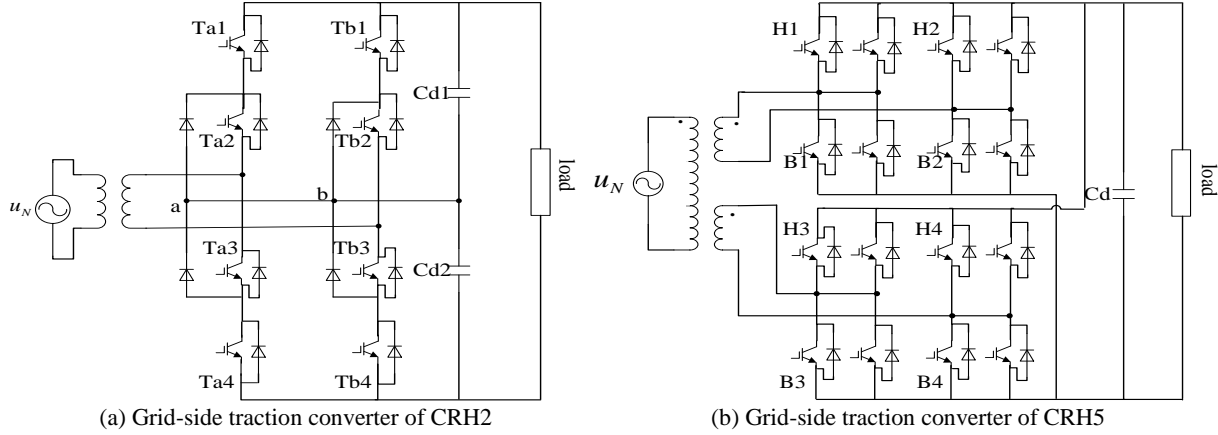 Ta1 Tb1
Cd1
Ta2 Tb2
u_N
a b
load
Ta3 Tb3
Cd2
Ta4 Tb4
(a) Grid-side traction converter of CRH2
H1 H2
B1 B2
u_N
Cd
load
H3 H4
B3 B4
(b) Grid-side traction converter of CRH5